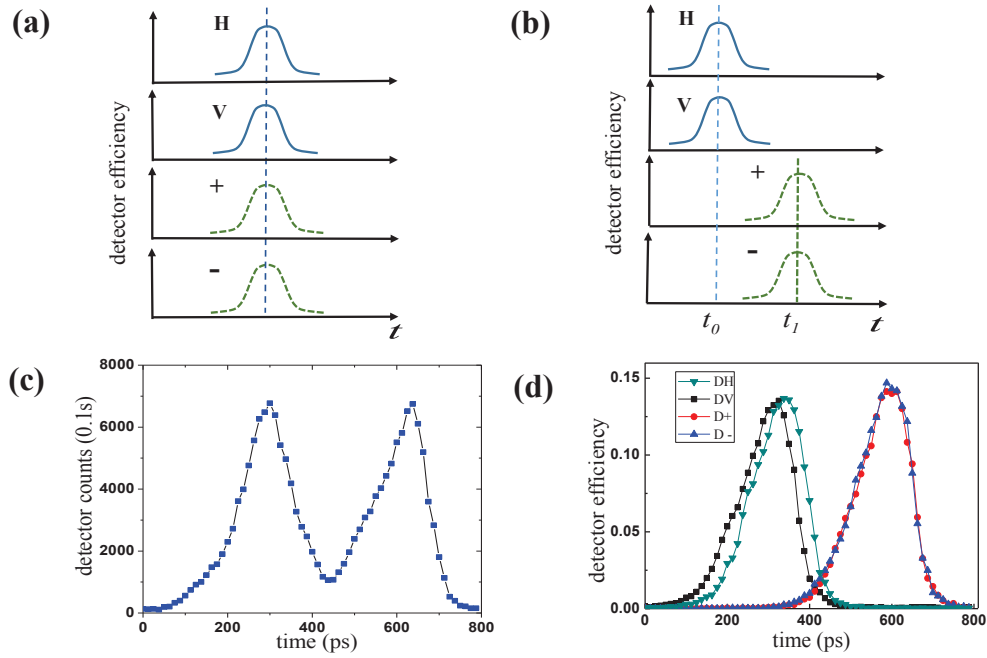 (a)
H
V
+
-
detector efficiency
t
(b)
H
V
+
-
detector efficiency
t0 t1 t
(c)
8000
6000
4000
2000
0
detector counts (0.1s)
0 200 400 600 800
time (ps)
(d)
DH
DV
D+
D -
0.15
0.10
0.05
0.00
detector efficiency
0 200 400 600 800
time (ps)